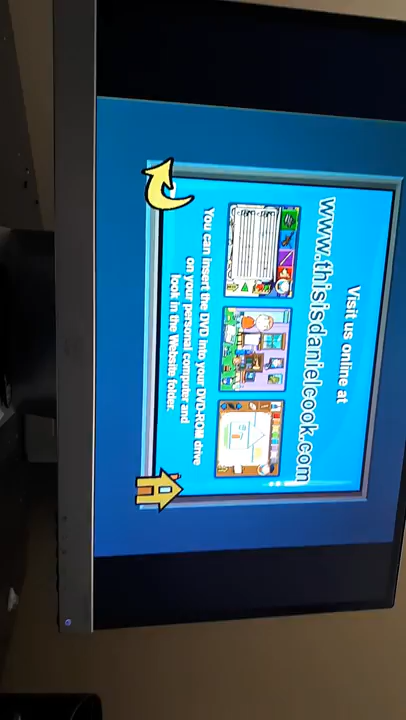 Visit us online at
www.thisisdanielcook.com
You can insert the DVD into your DVD-ROM drive
on your personal computer and
look in the Website folder.